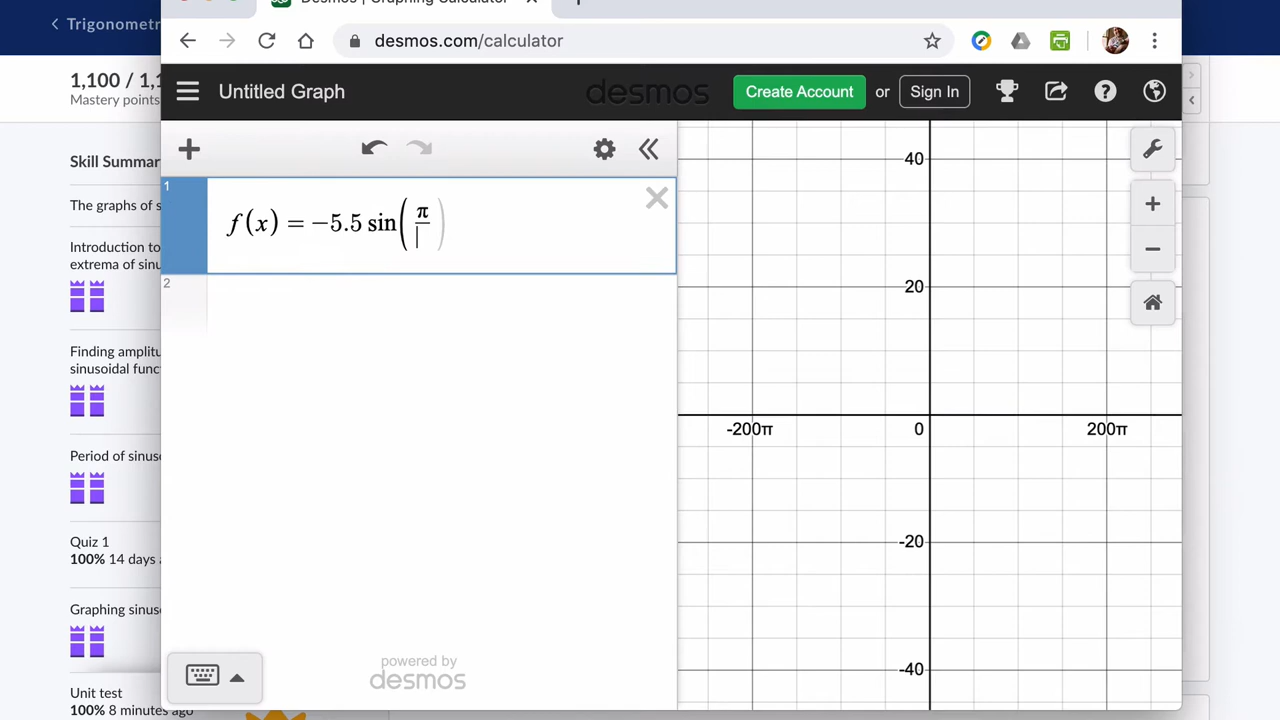 Trigonometr
Desmos | Graphing Calculator
desmos.com/calculator
1,100 / 1,1
Mastery points
Untitled Graph
desmos
Create Account
or
Sign In
Skill Summar
The graphs of s
Introduction to
extrema of sinu
Finding amplitu
sinusoidal func
Period of sinus
Quiz 1
100% 14 days a
Graphing sinus
Unit test
100% 8 minutes ago
1
f(x) = −5.5 sin(π/ )
2
powered by
desmos
40
20
-200π
0
200π
-20
-40